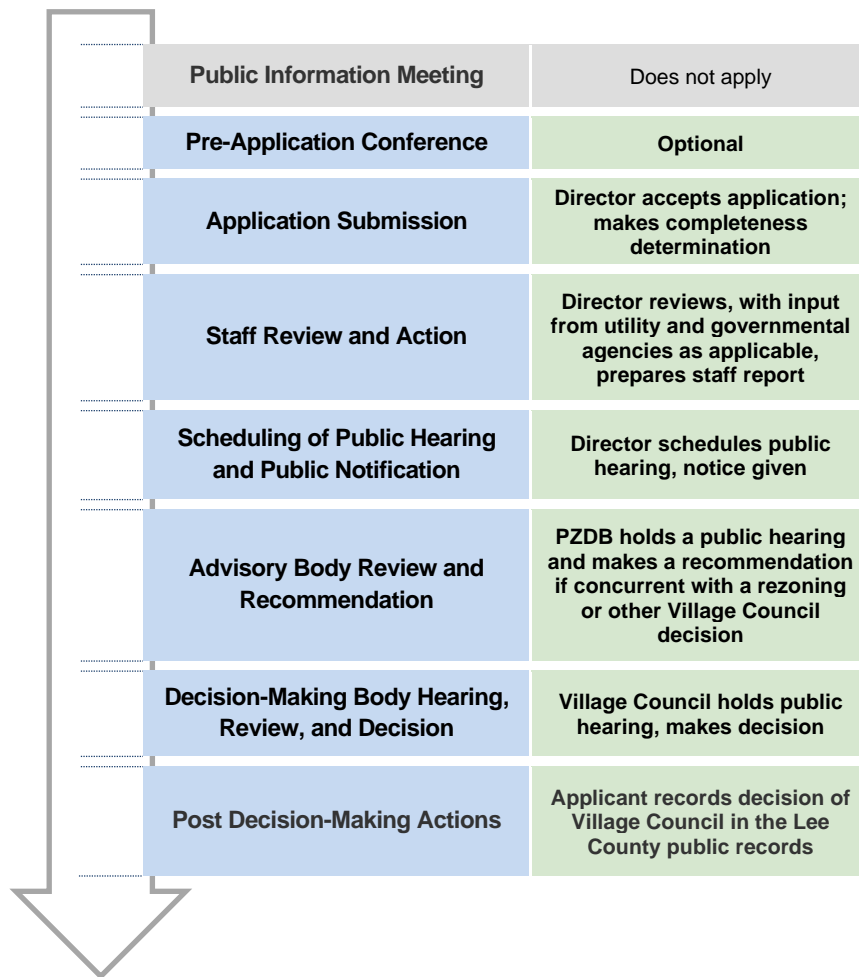 Public Information Meeting
Does not apply
Pre-Application Conference
Optional
Application Submission
Director accepts application;
makes completeness
determination
Staff Review and Action
Director reviews, with input
from utility and governmental
agencies as applicable,
prepares staff report
Scheduling of Public Hearing
and Public Notification
Director schedules public
hearing, notice given
Advisory Body Review and
Recommendation
PZDB holds a public hearing
and makes a recommendation
if concurrent with a rezoning
or other Village Council
decision
Decision-Making Body Hearing,
Review, and Decision
Village Council holds public
hearing, makes decision
Post Decision-Making Actions
Applicant records decision of
Village Council in the Lee
County public records